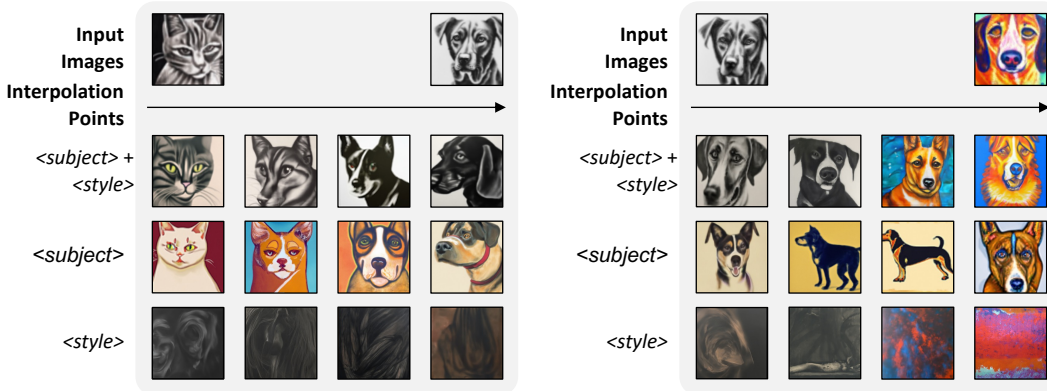 Input
Images
Interpolation
Points
<subject> +
<style>
<subject>
<style>
Input
Images
Interpolation
Points
<subject> +
<style>
<subject>
<style>